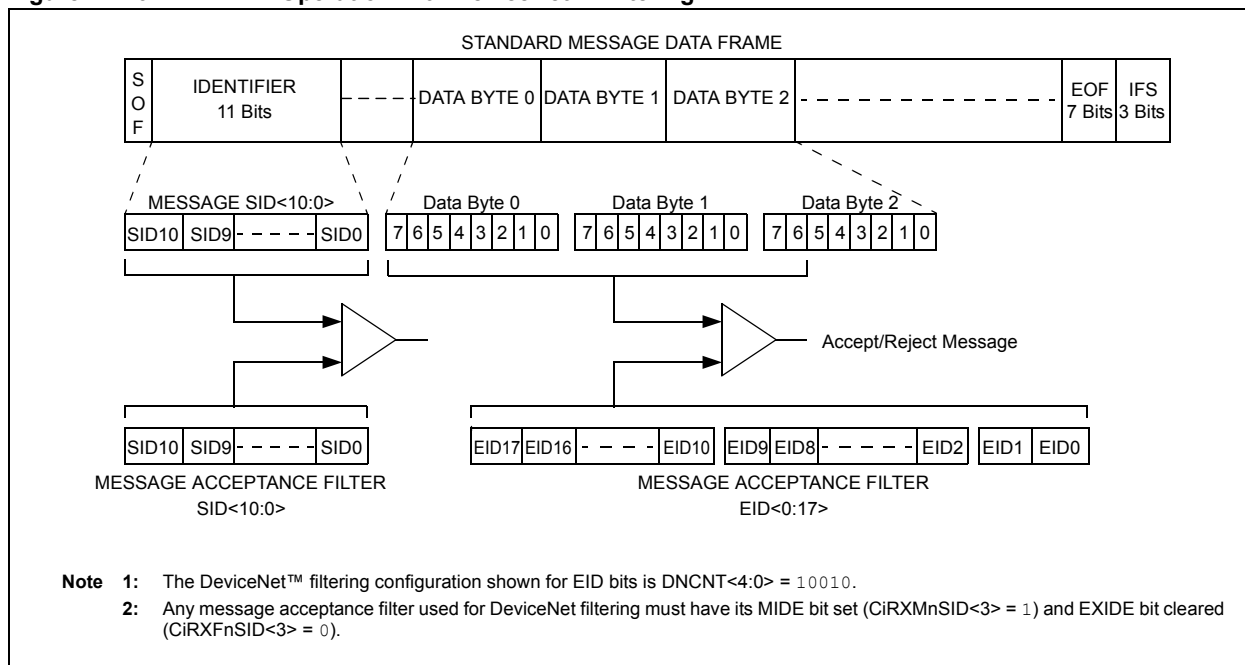 STANDARD MESSAGE DATA FRAME
S O F
IDENTIFIER
11 Bits
DATA BYTE 0
DATA BYTE 1
DATA BYTE 2
EOF
7 Bits
IFS
3 Bits
MESSAGE SID<10:0>
Data Byte 0
Data Byte 1
Data Byte 2
SID10 SID9 SID0
7 6 5 4 3 2 1 0
7 6 5 4 3 2 1 0
7 6 5 4 3 2 1 0
Accept/Reject Message
SID10 SID9 SID0
EID17 EID16 EID10
EID9 EID8 EID2
EID1 EID0
MESSAGE ACCEPTANCE FILTER
SID<10:0>
MESSAGE ACCEPTANCE FILTER
EID<0:17>
Note 1: The DeviceNet™ filtering configuration shown for EID bits is DNCNT<4:0> = 10010.
2: Any message acceptance filter used for DeviceNet filtering must have its MIDE bit set (CiRXMnSID<3> = 1) and EXIDE bit cleared
(CiRXFnSID<3> = 0).